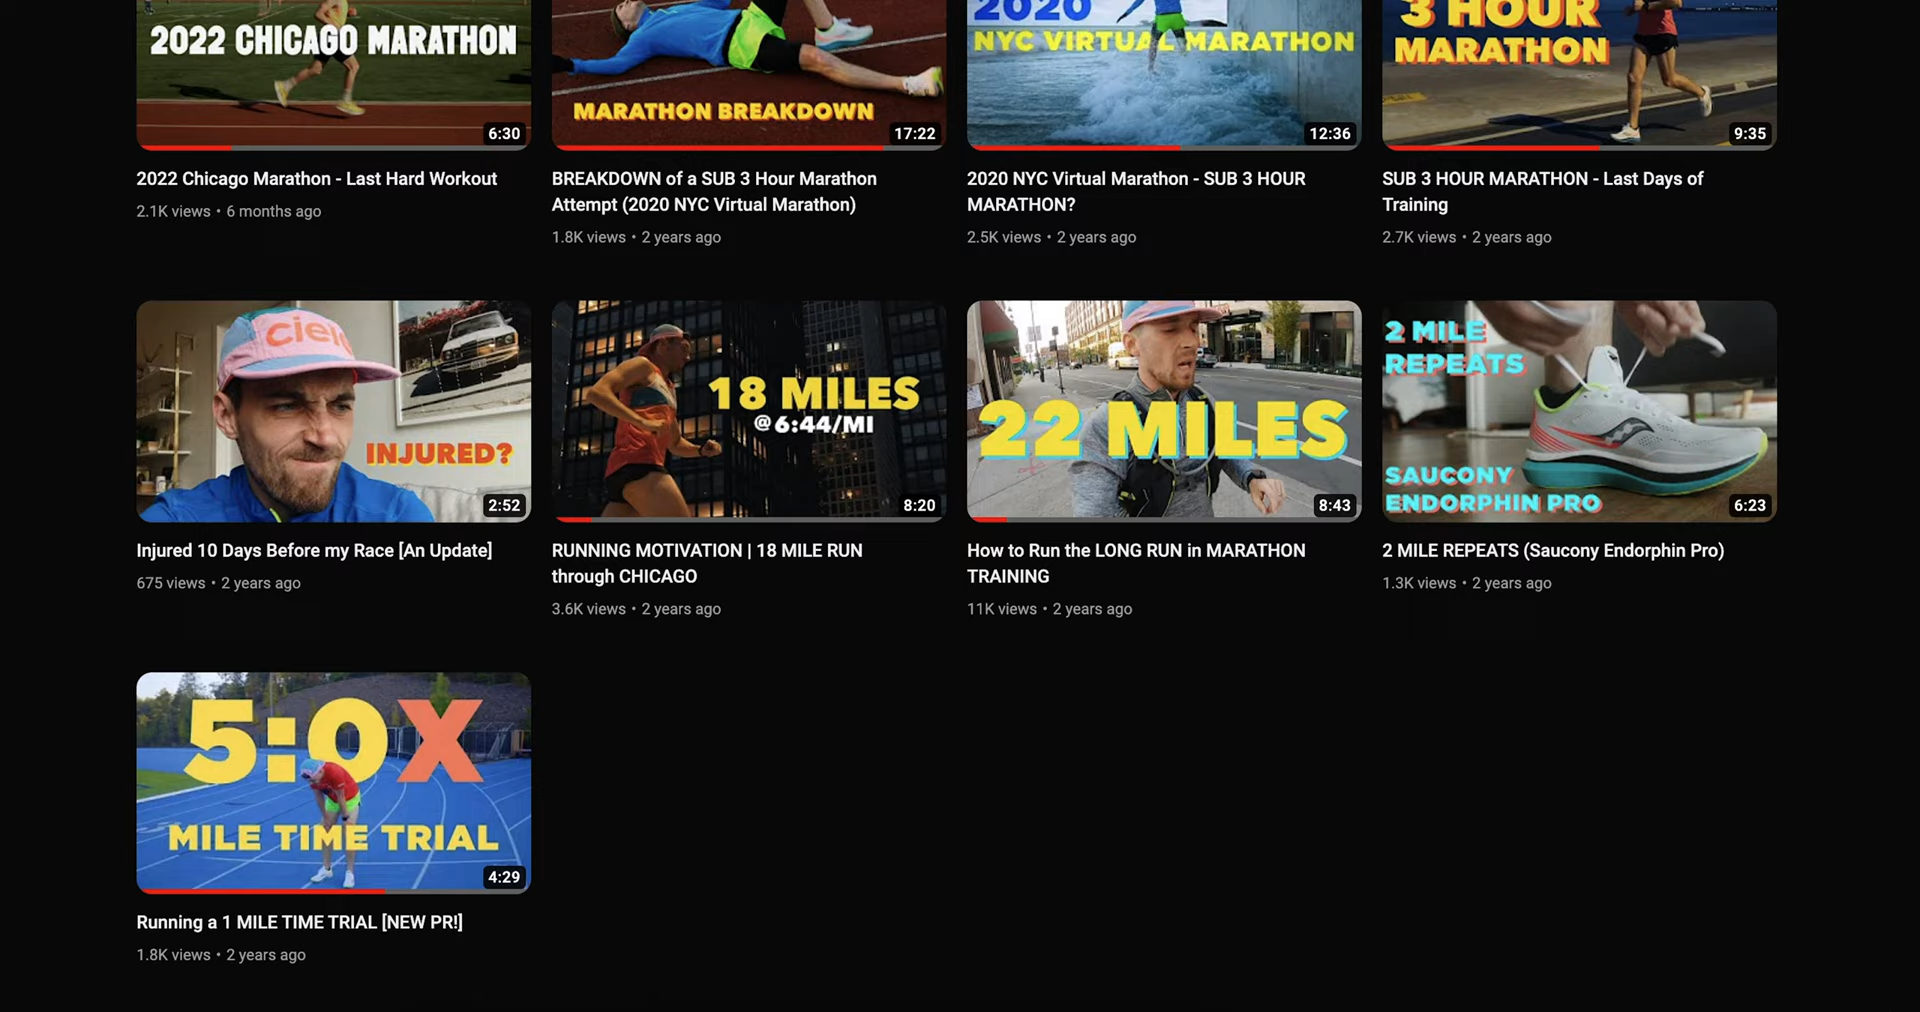 2022 CHICAGO MARATHON
6:30
MARATHON BREAKDOWN
17:22
2020
NYC VIRTUAL MARATHON
12:36
3 HOUR
MARATHON
9:35
2022 Chicago Marathon - Last Hard Workout
2.1K views • 6 months ago
BREAKDOWN of a SUB 3 Hour Marathon
Attempt (2020 NYC Virtual Marathon)
1.8K views • 2 years ago
2020 NYC Virtual Marathon - SUB 3 HOUR
MARATHON?
2.5K views • 2 years ago
SUB 3 HOUR MARATHON - Last Days of
Training
2.7K views • 2 years ago
ciele
INJURED?
2:52
18 MILES
@6:44/MI
8:20
22 MILES
8:43
2 MILE
REPEATS
SAUCONY
ENDORPHIN PRO
6:23
Injured 10 Days Before my Race [An Update]
675 views • 2 years ago
RUNNING MOTIVATION | 18 MILE RUN
through CHICAGO
3.6K views • 2 years ago
How to Run the LONG RUN in MARATHON
TRAINING
11K views • 2 years ago
2 MILE REPEATS (Saucony Endorphin Pro)
1.3K views • 2 years ago
5:0X
MILE TIME TRIAL
4:29
Running a 1 MILE TIME TRIAL [NEW PR!]
1.8K views • 2 years ago